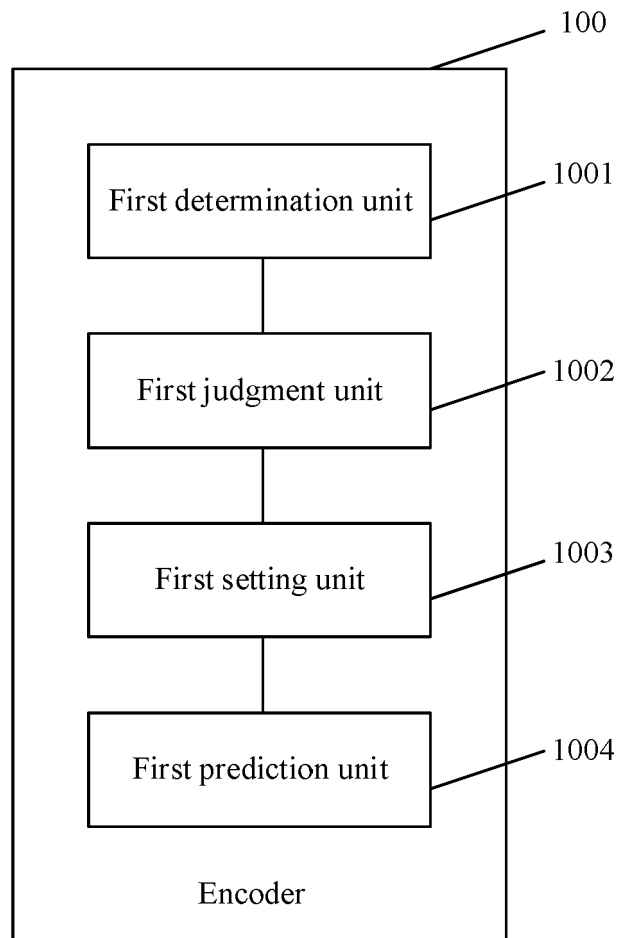 100
First determination unit
1001
First judgment unit
1002
First setting unit
1003
First prediction unit
1004
Encoder